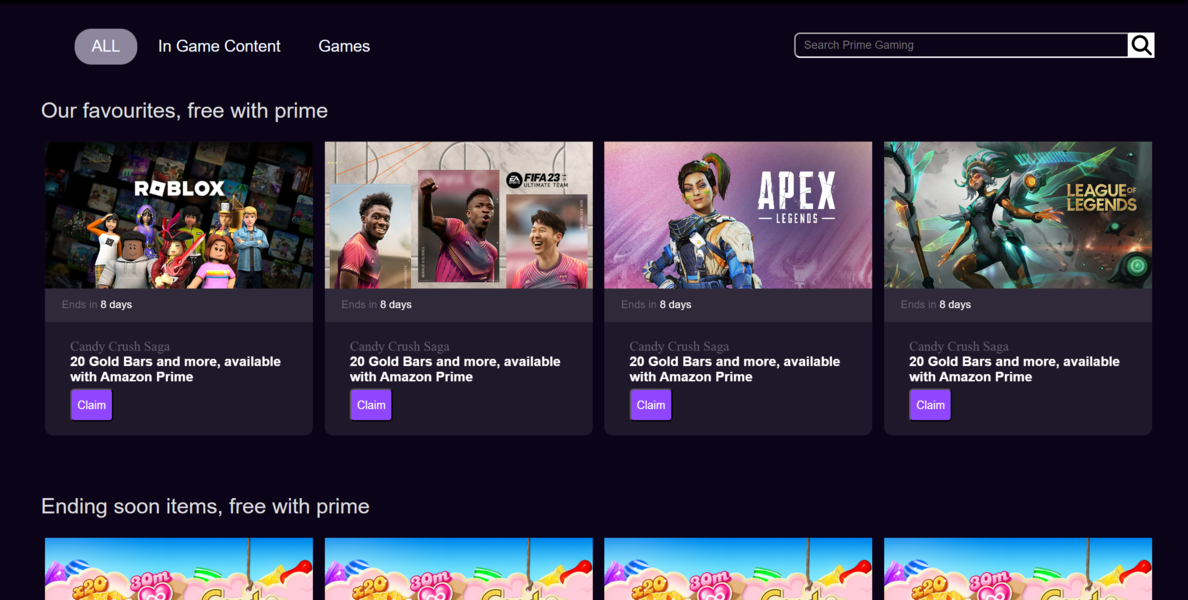 ALL In Game Content Games Search Prime Gaming
Our favourites, free with prime
ROBLOX
EA FIFA 23
ULTIMATE TEAM
APEX
LEGENDS
LEAGUE OF
LEGENDS
Ends in 8 days
Ends in 8 days
Ends in 8 days
Ends in 8 days
Candy Crush Saga
20 Gold Bars and more, available
with Amazon Prime
Claim
Candy Crush Saga
20 Gold Bars and more, available
with Amazon Prime
Claim
Candy Crush Saga
20 Gold Bars and more, available
with Amazon Prime
Claim
Candy Crush Saga
20 Gold Bars and more, available
with Amazon Prime
Claim
Ending soon items, free with prime
x20 30m
x20 30m
x20 30m
x20 30m